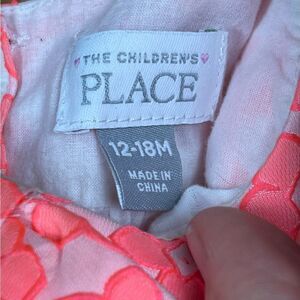 THE CHILDREN'S
PLACE
12-18M
MADE IN
CHINA